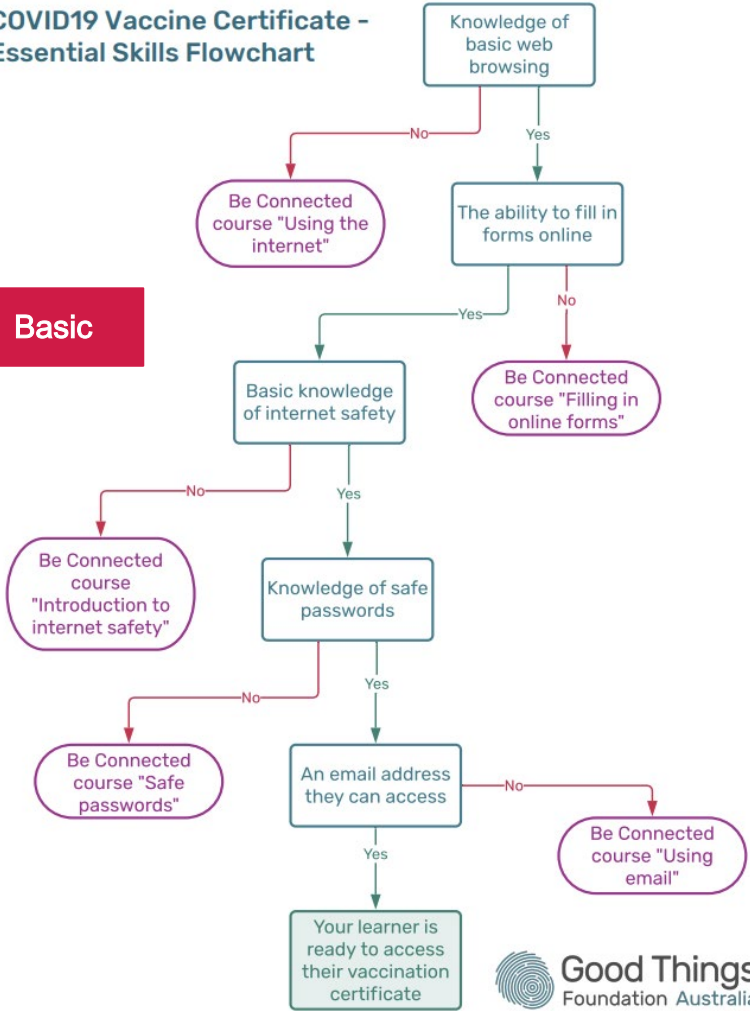 COVID19 Vaccine Certificate -
Essential Skills Flowchart
Knowledge of
basic web
browsing
No
Yes
Be Connected
course "Using the
internet"
The ability to fill in
forms online
Yes
No
Basic
Basic knowledge
of internet safety
Be Connected
course "Filling in
online forms"
No
Yes
Be Connected
course
"Introduction to
internet safety"
Knowledge of safe
passwords
No
Yes
Be Connected
course "Safe
passwords"
An email address
they can access
No
Yes
Be Connected
course "Using
email"
Your learner is
ready to access
their vaccination
certificate
Good Things
Foundation Australia